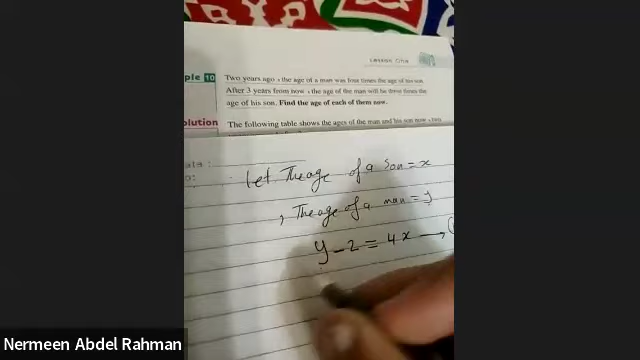 Lesson One
ple 10
Two years ago, the age of a man was four times the age of his son.
After 3 years from now, the age of the man will be three times the
age of his son. Find the age of each of them now.
olution
The following table shows the ages of the man and his son now,
let The age of a son = x
, The age of a man = y
y - 2 = 4x
Nermeen Abdel Rahman